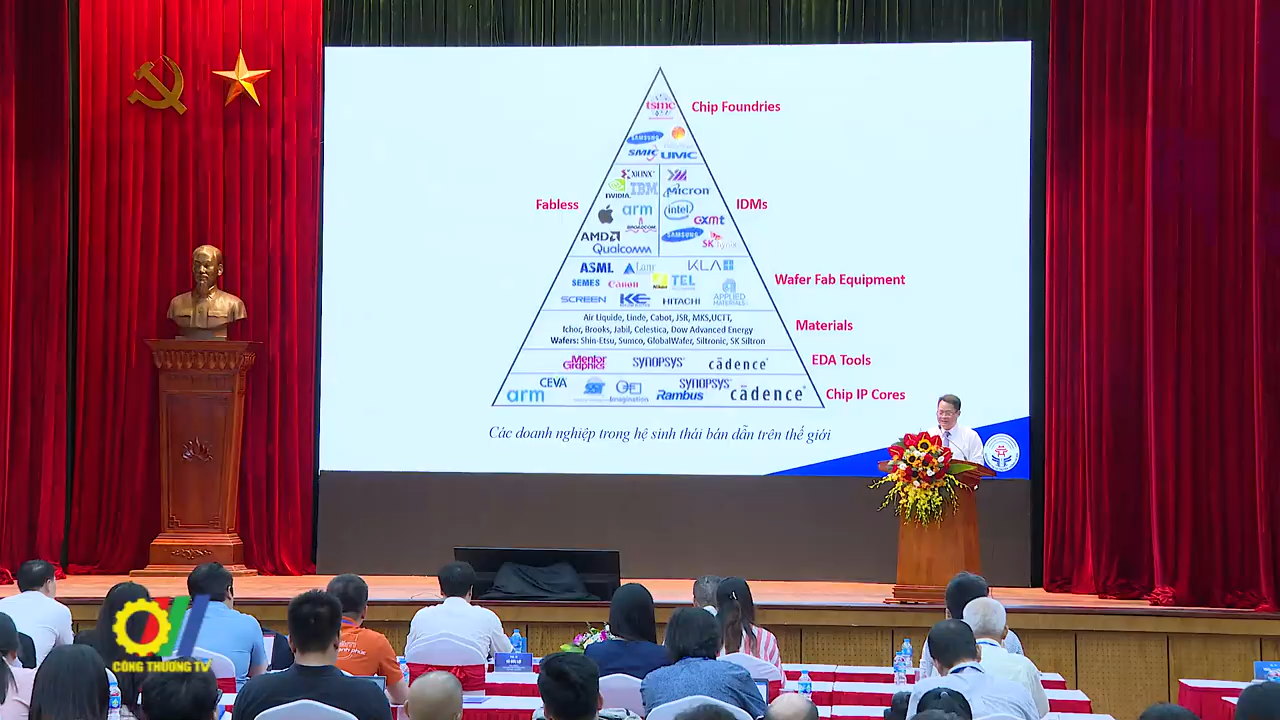 tsmc
Chip Foundries
SAMSUNG
SMIC UMC
XILINX
NVIDIA IBM
Micron
Fabless
arm
intel
IDMs
BROADCOM
cxmt
AMD
SAMSUNG
Qualcomm
SK hynix
ASML Lam KLA
Wafer Fab Equipment
SEMES Canon Nikon TEL
SCREEN KE HITACHI APPLIED MATERIALS
Air Liquide, Linde, Cabot, JSR, MKS,UCTT,
Ichor, Brooks, Jabil, Celestica, Dow Advanced Energy
Wafers: Shin-Etsu, Sumco, GlobalWafer, Siltronic, SK Siltron
Materials
Mentor Graphics SYNOPSYS cādence
EDA Tools
CEVA SST Imagination SYNOPSYS
arm Rambus cādence
Chip IP Cores
Các doanh nghiệp trong hệ sinh thái bán dẫn trên thế giới
CÔNG THƯƠNG TV